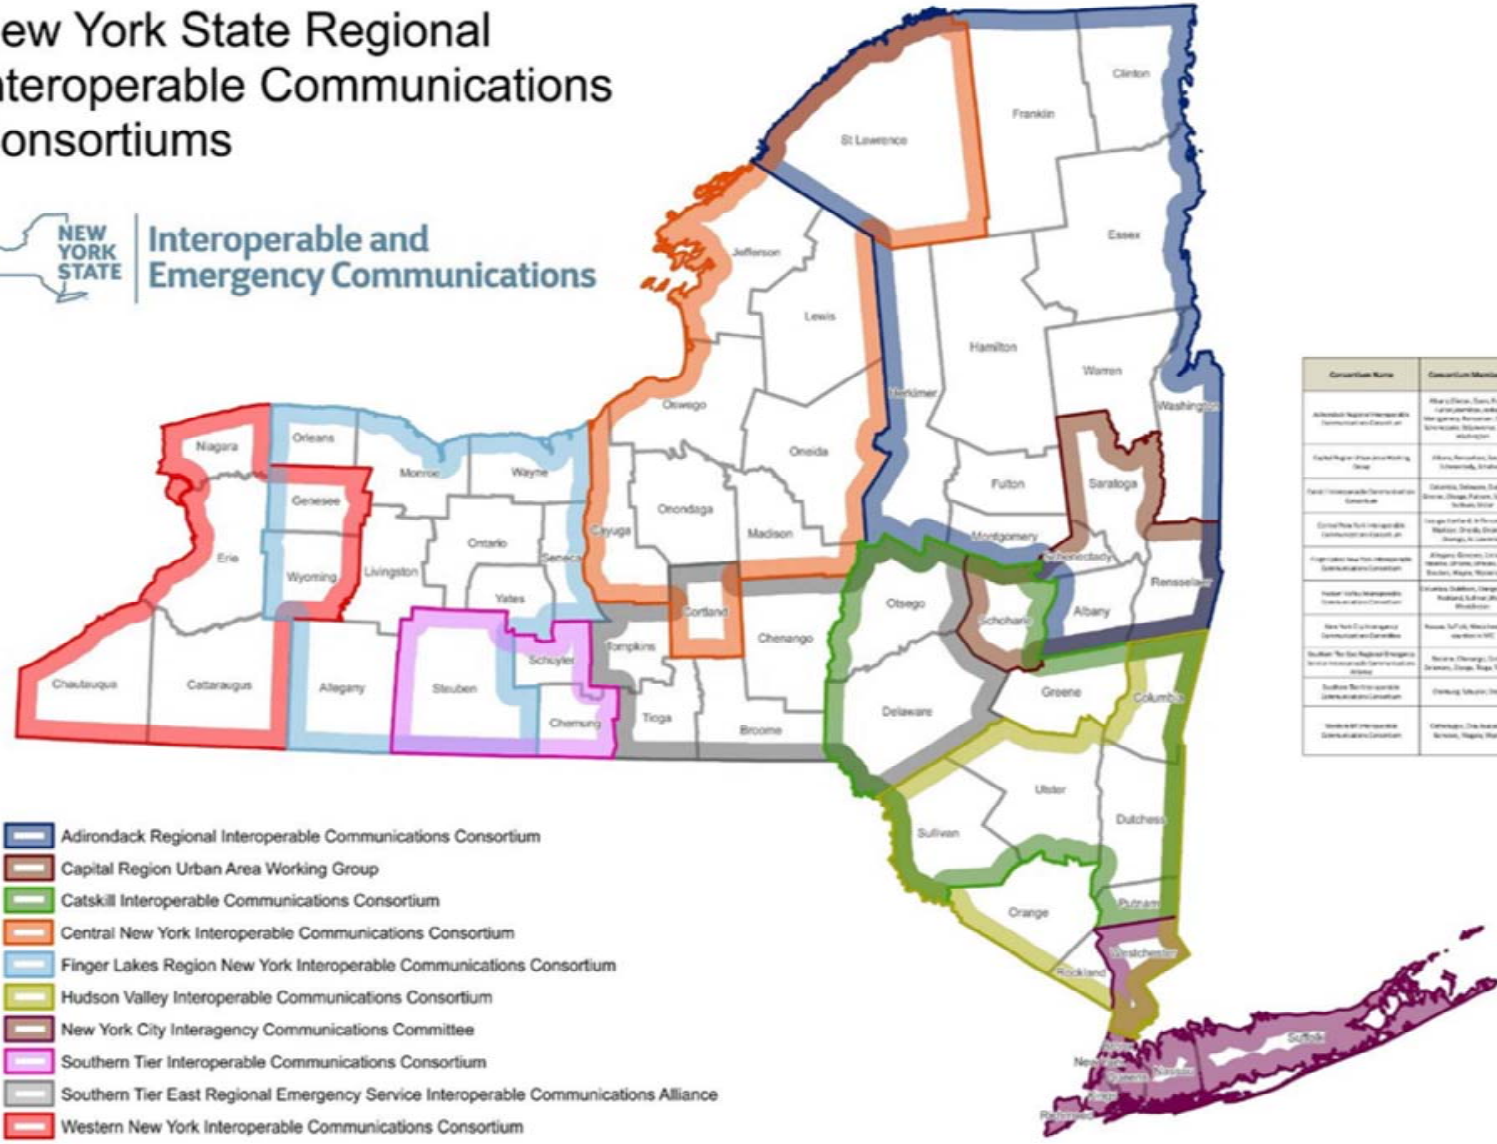 ew York State Regional
nteroperable Communications
onsortiums
NEW
YORK
STATE
Interoperable and
Emergency Communications
Clinton
Franklin
St Lawrence
Essex
Jefferson
Lewis
Hamilton
Warren
Herkimer
Washington
Oswego
Oneida
Niagara
Orleans
Monroe
Wayne
Genesee
Fulton
Saratoga
Onondaga
Cayuga
Madison
Montgomery
Ontario
Seneca
Schenectady
Erie
Wyoming
Livingston
Yates
Rensselaer
Otsego
Albany
Cortland
Schoharie
Chenango
Tompkins
Schuyler
Chautauqua
Cattaraugus
Allegany
Steuben
Greene
Columbia
Tioga
Delaware
Chemung
Broome
Ulster
Dutchess
Sullivan
Putnam
Orange
Westchester
Rockland
Suffolk
Nassau
Queens
Kings
Richmond
Consortium Name
Adirondack Regional Interoperable Communications Consortium
Capital Region Urban Area Working Group
Catskill Interoperable Communications Consortium
Central New York Interoperable Communications Consortium
Finger Lakes Region New York Interoperable Communications Consortium
Hudson Valley Interoperable Communications Consortium
New York City Interagency Communications Committee
Southern Tier Interoperable Communications Consortium
Southern Tier East Regional Emergency Service Interoperable Communications Alliance
Western New York Interoperable Communications Consortium